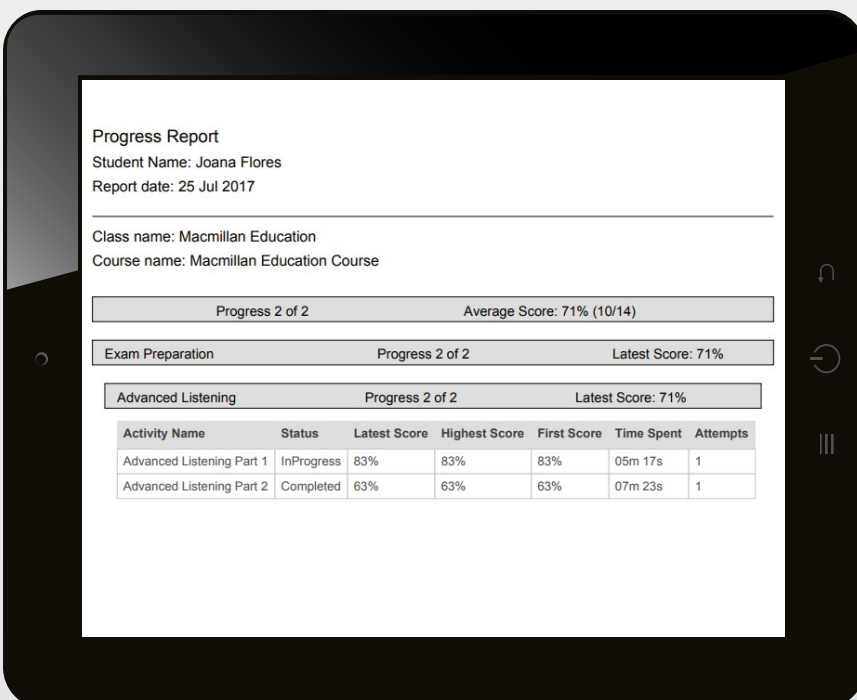 Progress Report
Student Name: Joana Flores
Report date: 25 Jul 2017
Class name: Macmillan Education
Course name: Macmillan Education Course
Progress 2 of 2 Average Score: 71% (10/14)
Exam Preparation Progress 2 of 2 Latest Score: 71%
Advanced Listening Progress 2 of 2 Latest Score: 71%
Activity Name Status Latest Score Highest Score First Score Time Spent Attempts
Advanced Listening Part 1 InProgress 83% 83% 83% 05m 17s 1
Advanced Listening Part 2 Completed 63% 63% 63% 07m 23s 1